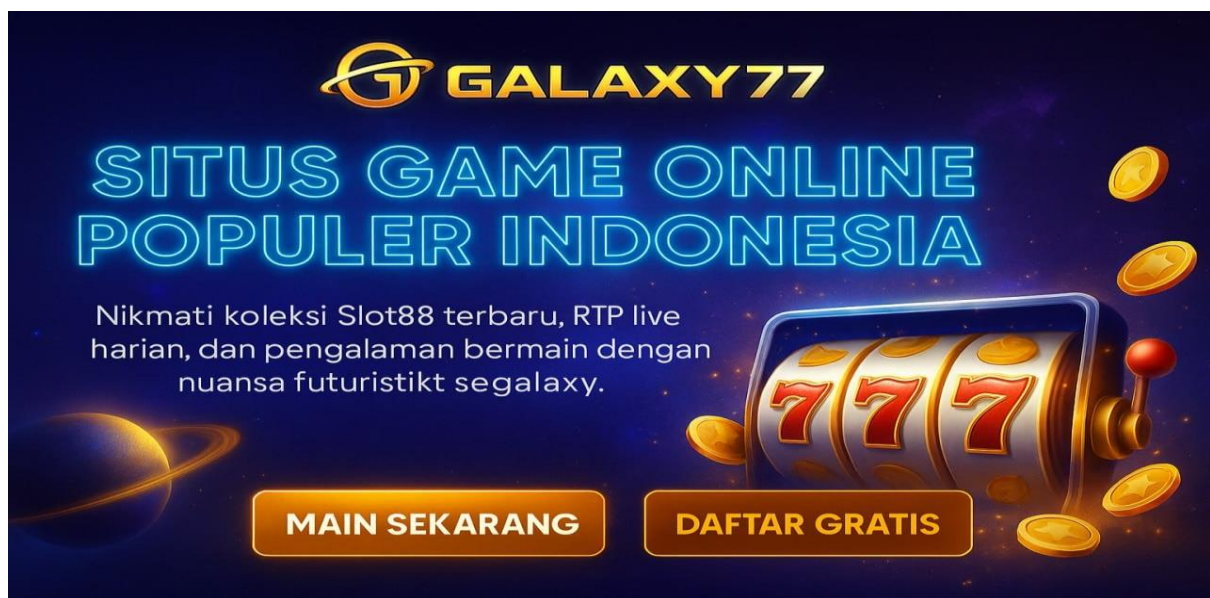 GALAXY77
SITUS GAME ONLINE
POPULER INDONESIA
Nikmati koleksi Slot88 terbaru, RTP live
harian, dan pengalaman bermain dengan
nuansa futuristikt segalaxy.
777
MAIN SEKARANG
DAFTAR GRATIS